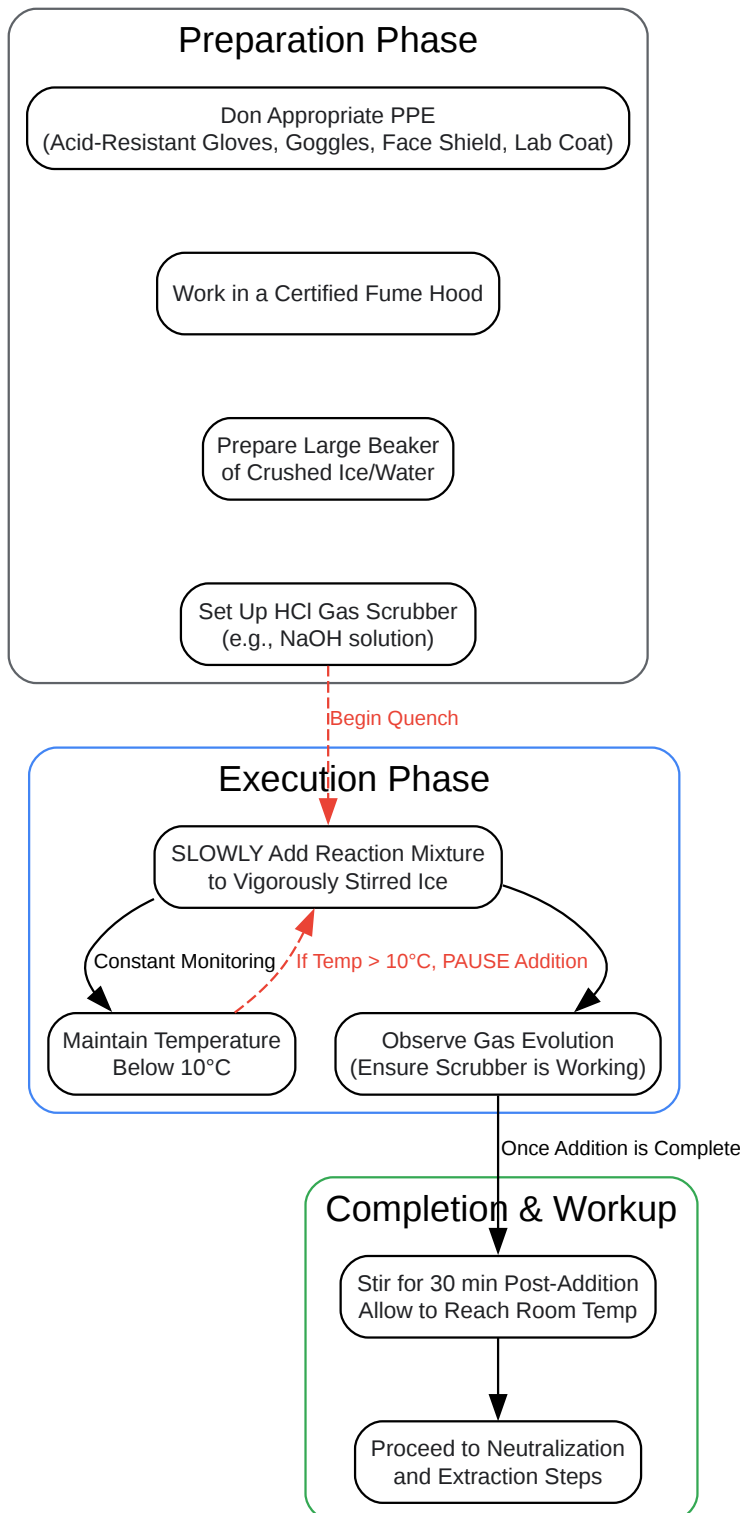 Preparation Phase
Don Appropriate PPE
(Acid-Resistant Gloves, Goggles, Face Shield, Lab Coat)
Work in a Certified Fume Hood
Prepare Large Beaker
of Crushed Ice/Water
Set Up HCl Gas Scrubber
(e.g., NaOH solution)
Begin Quench
Execution Phase
SLOWLY Add Reaction Mixture
to Vigorously Stirred Ice
Constant Monitoring
If Temp > 10°C, PAUSE Addition
Maintain Temperature
Below 10°C
Observe Gas Evolution
(Ensure Scrubber is Working)
Once Addition is Complete
Completion & Workup
Stir for 30 min Post-Addition
Allow to Reach Room Temp
Proceed to Neutralization
and Extraction Steps